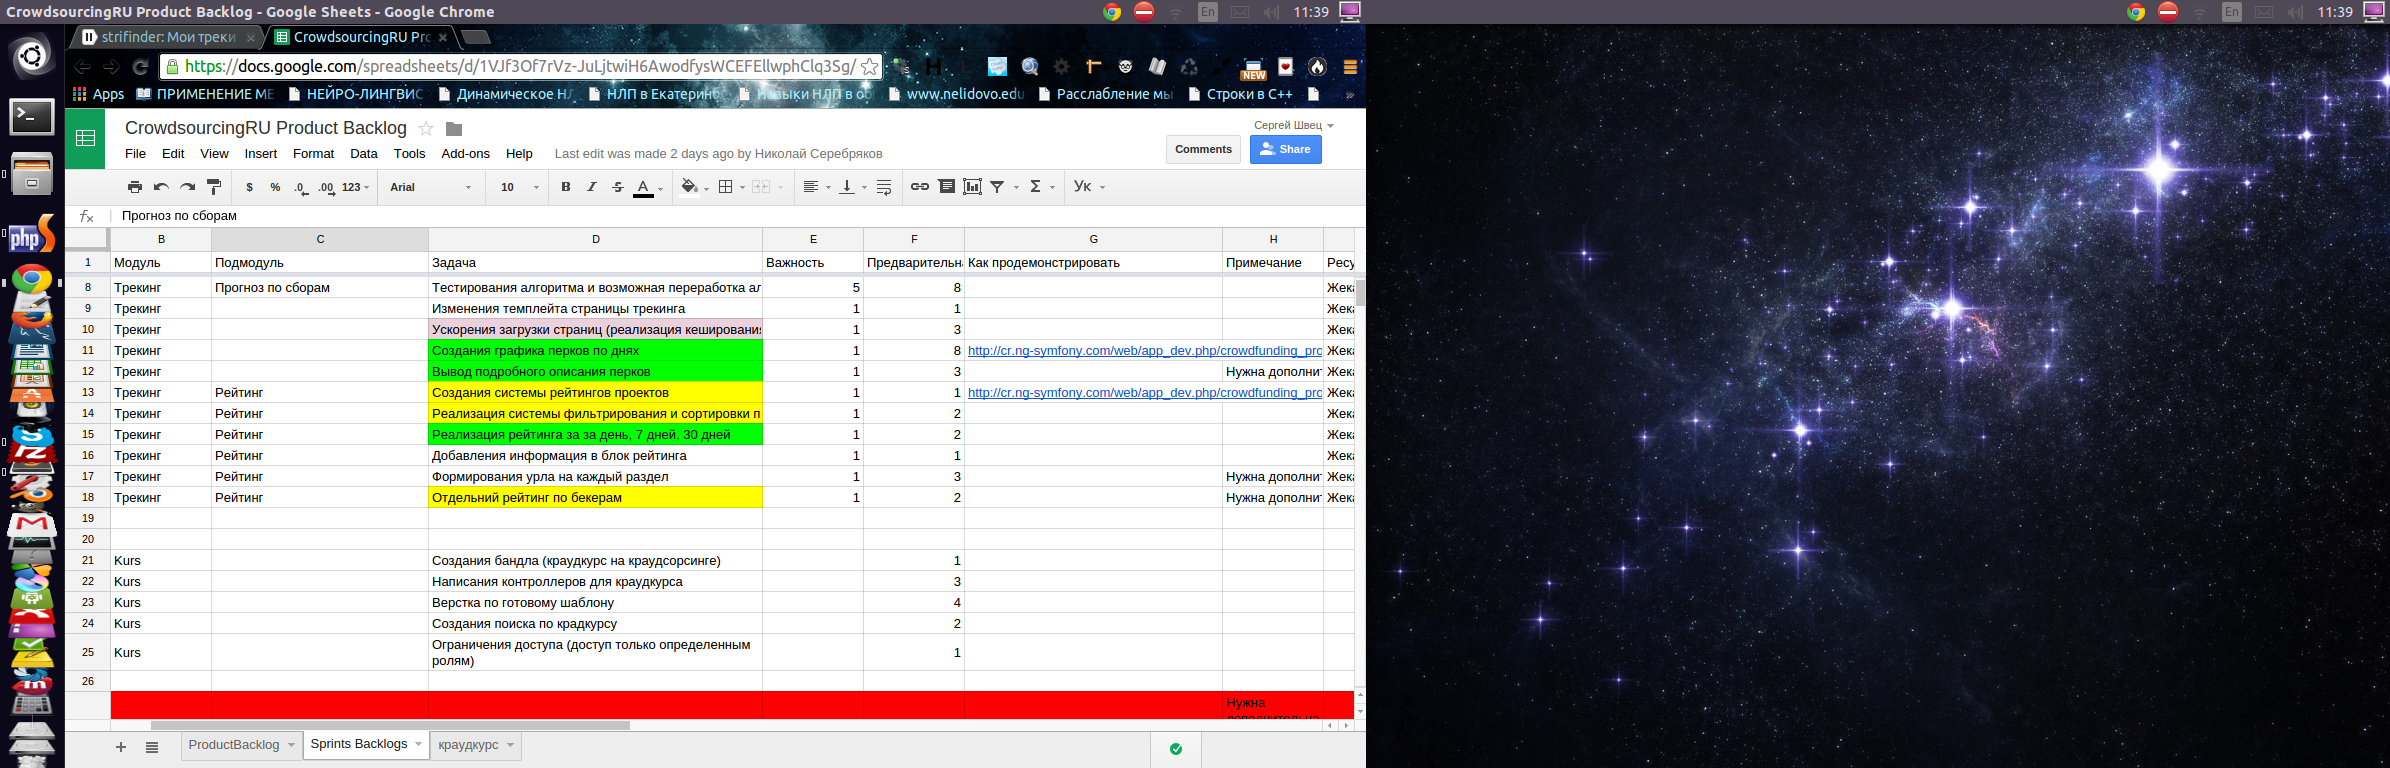 CrowdsourcingRU Product Backlog - Google Sheets - Google Chrome
En 11:39
En 11:39
strifinder: Мои треки
CrowdsourcingRU Pro
https://docs.google.com/spreadsheets/d/1VJf3Of7rVz-JuLjtwiH6AwodfysWCEFEllwphClq3Sg/
NEW
Apps ПРИМЕНЕНИЕ МЕ НЕЙРО-ЛИНГВИС Динамическое НЛ НЛП в Екатеринб Навыки НЛП в об www.nelidovo.edu Расслабление мы Строки в C++ »
CrowdsourcingRU Product Backlog
Сергей Швец
File Edit View Insert Format Data Tools Add-ons Help Last edit was made 2 days ago by Николай Серебряков
Comments Share
$ % .0 .00 123 Arial 10 B I S A Σ Ук
fx Прогноз по сборам
B C D E F G H
1 Модуль Подмодуль Задача Важность Предварительн Как продемонстрировать Примечание Ресу
8 Трекинг Прогноз по сборам Тестирования алгоритма и возможная переработка ал 5 8 Жека
9 Трекинг Изменения темплейта страницы трекинга 1 1 Жека
10 Трекинг Ускорения загрузки страниц (реализация кеширования 1 3 Жека
11 Трекинг Создания графика перков по днях 1 8 http://cr.ng-symfony.com/web/app_dev.php/crowdfunding_pro Жека
12 Трекинг Вывод подробного описания перков 1 3 Нужна дополнит Жека
13 Трекинг Рейтинг Создания системы рейтингов проектов 1 1 http://cr.ng-symfony.com/web/app_dev.php/crowdfunding_pro Жека
14 Трекинг Рейтинг Реализация системы фильтрирования и сортировки п 1 2 Жека
15 Трекинг Рейтинг Реализация рейтинга за за день, 7 дней, 30 дней 1 2 Жека
16 Трекинг Рейтинг Добавления информация в блок рейтинга 1 1 Жека
17 Трекинг Рейтинг Формирования урла на каждый раздел 1 3 Нужна дополнит Жека
18 Трекинг Рейтинг Отдельний рейтинг по бекерам 1 2 Нужна дополнит Жека
19
20
21 Kurs Создания бандла (краудкурс на краудсорсинге) 1
22 Kurs Написания контроллеров для краудкурса 3
23 Kurs Верстка по готовому шаблону 4
24 Kurs Создания поиска по крадкурсу 2
25 Kurs Ограничения доступа (доступ только определенным
ролям) 1
26
Нужна
ProductBacklog Sprints Backlogs краудкурс